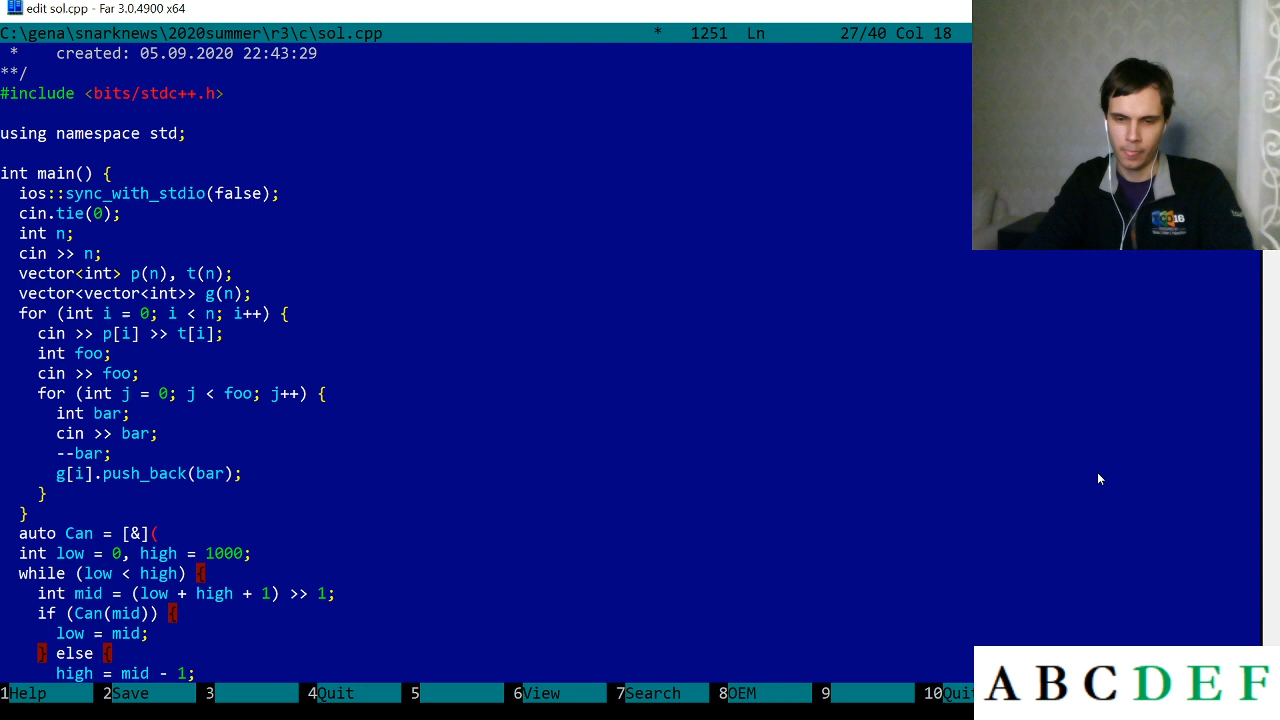 edit sol.cpp - Far 3.0.4900 x64
C:\gena\snarknews\2020summer\r3\c\sol.cpp * 1251 Ln 27/40 Col 18
* created: 05.09.2020 22:43:29
**/
#include <bits/stdc++.h>
using namespace std;
int main() {
ios::sync_with_stdio(false);
cin.tie(0);
int n;
cin >> n;
vector<int> p(n), t(n);
vector<vector<int>> g(n);
for (int i = 0; i < n; i++) {
cin >> p[i] >> t[i];
int foo;
cin >> foo;
for (int j = 0; j < foo; j++) {
int bar;
cin >> bar;
--bar;
g[i].push_back(bar);
}
}
auto Can = [&](
int low = 0, high = 1000;
while (low < high) {
int mid = (low + high + 1) >> 1;
if (Can(mid)) {
low = mid;
} else {
high = mid - 1;
1Help 2Save 3 4Quit 5 6View 7Search 8OEM 9 10Quit
16
A B C D E F